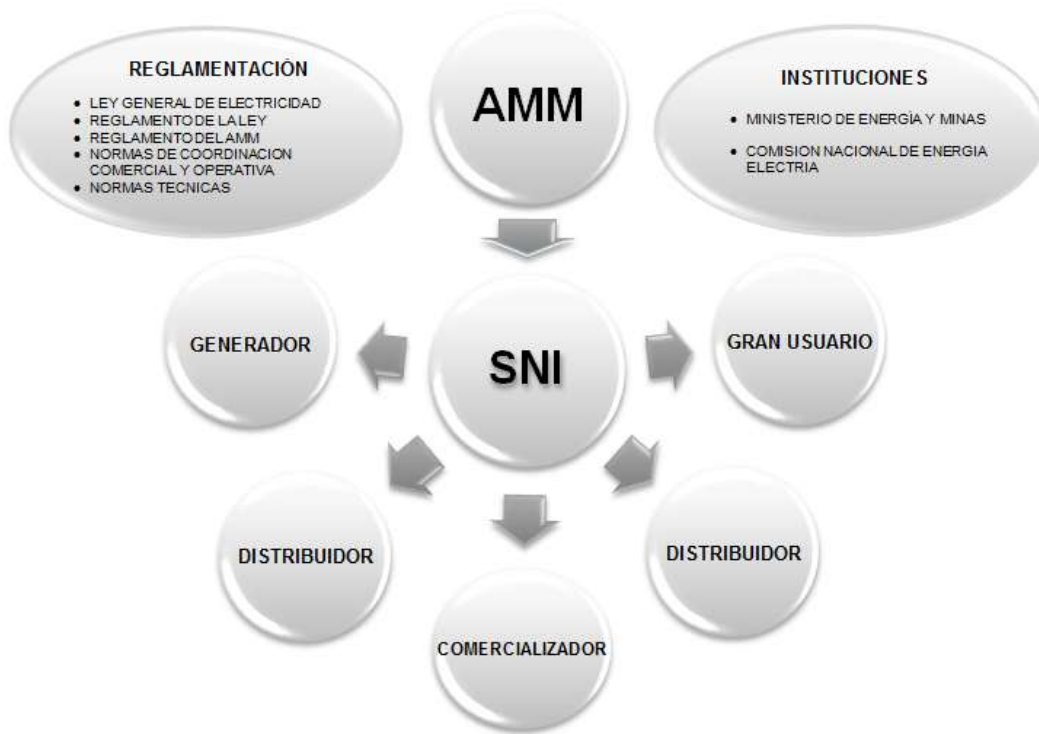 REGLAMENTACIÓN
• LEY GENERAL DE ELECTRICIDAD
• REGLAMENTO DE LA LEY
• REGLAMENTO DEL AMM
• NORMAS DE COORDINACION
COMERCIAL Y OPERATIVA
• NORMAS TECNICAS
AMM
INSTITUCIONES
• MINISTERIO DE ENERGÍA Y MINAS
• COMISION NACIONAL DE ENERGIA
ELECTRIA
GENERADOR
SNI
GRAN USUARIO
DISTRIBUIDOR
DISTRIBUIDOR
COMERCIALIZADOR